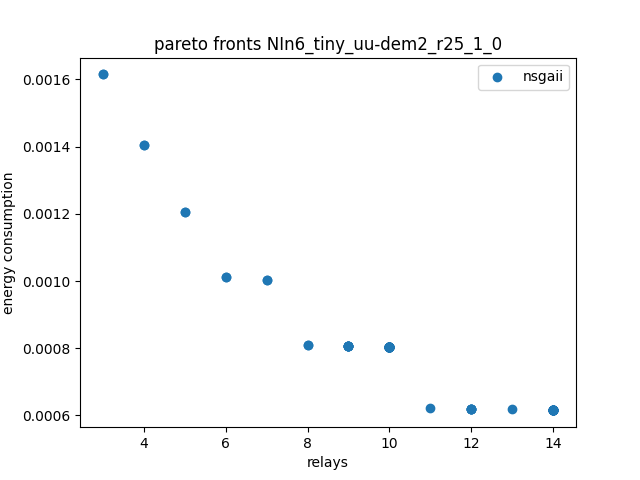 pareto fronts NIn6_tiny_uu-dem2_r25_1_0
nsgaii
energy consumption
0.0016
0.0014
0.0012
0.0010
0.0008
0.0006
4 6 8 10 12 14
relays